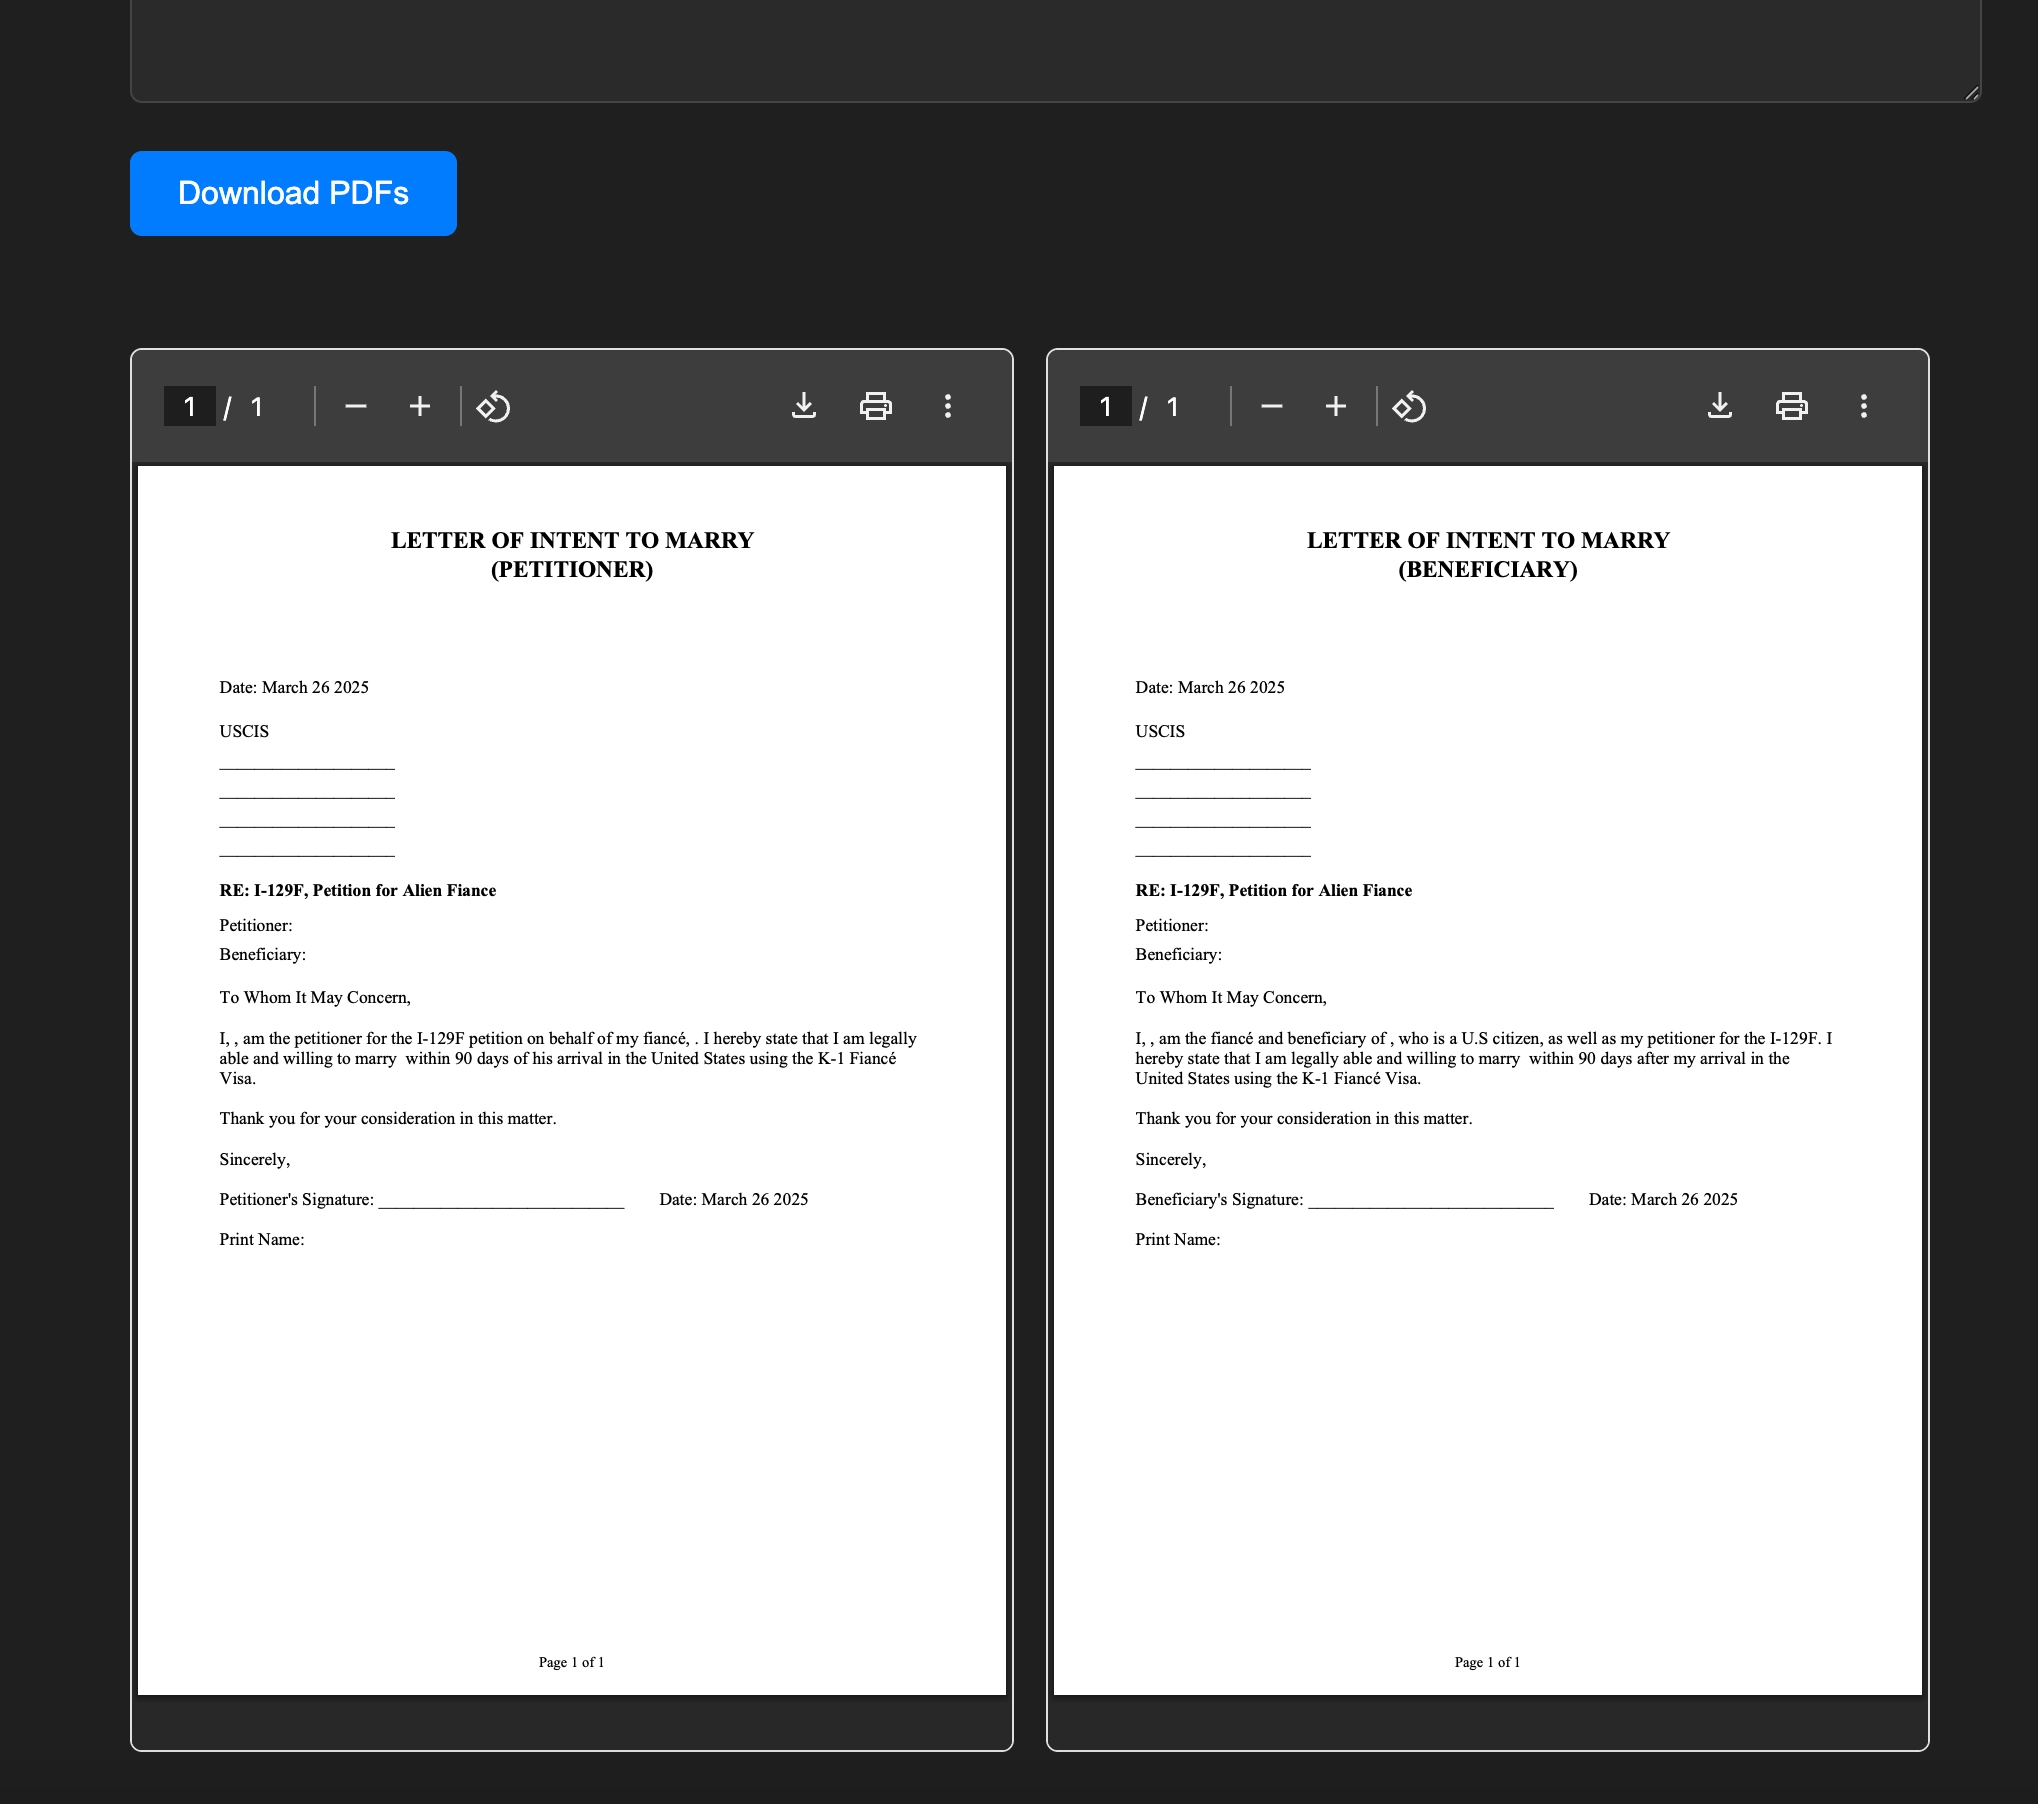 Download PDFs
1 / 1
LETTER OF INTENT TO MARRY
(PETITIONER)
Date: March 26 2025
USCIS
____________________
____________________
____________________
____________________
RE: I-129F, Petition for Alien Fiance
Petitioner:
Beneficiary:
To Whom It May Concern,
I, , am the petitioner for the I-129F petition on behalf of my fiancé, . I hereby state that I am legally
able and willing to marry  within 90 days of his arrival in the United States using the K-1 Fiancé
Visa.
Thank you for your consideration in this matter.
Sincerely,
Petitioner's Signature: ____________________________ Date: March 26 2025
Print Name:
Page 1 of 1
1 / 1
LETTER OF INTENT TO MARRY
(BENEFICIARY)
Date: March 26 2025
USCIS
____________________
____________________
____________________
____________________
RE: I-129F, Petition for Alien Fiance
Petitioner:
Beneficiary:
To Whom It May Concern,
I, , am the fiancé and beneficiary of , who is a U.S citizen, as well as my petitioner for the I-129F. I
hereby state that I am legally able and willing to marry  within 90 days after my arrival in the
United States using the K-1 Fiancé Visa.
Thank you for your consideration in this matter.
Sincerely,
Beneficiary's Signature: ____________________________ Date: March 26 2025
Print Name:
Page 1 of 1